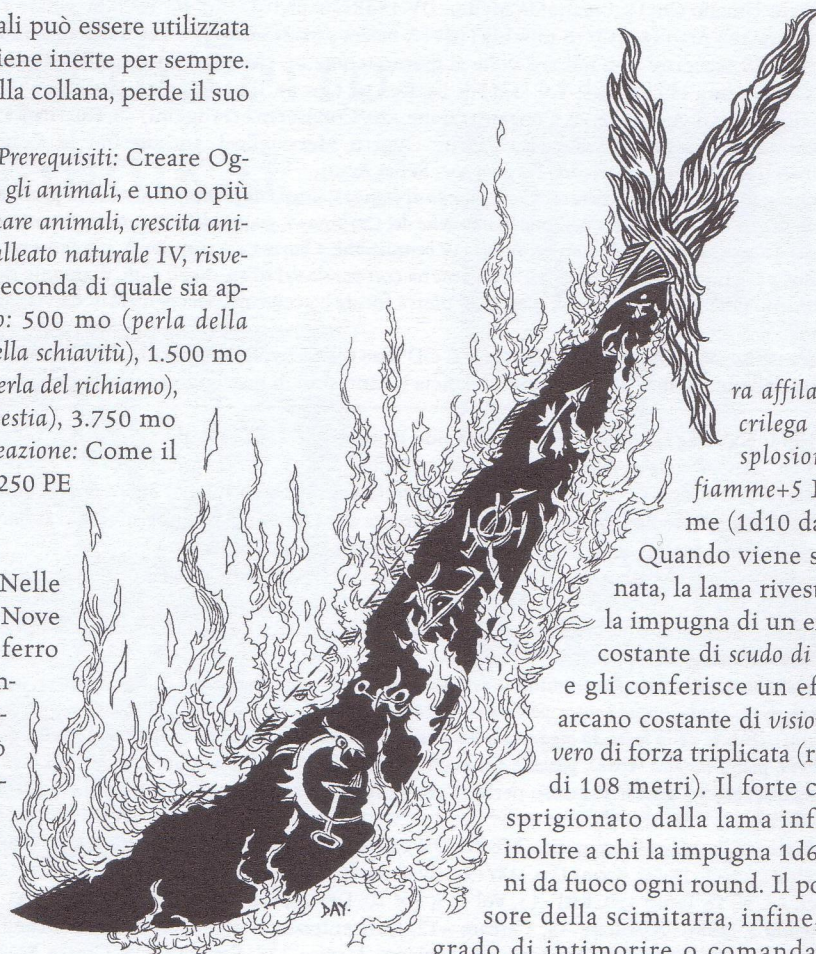 ali può essere utilizzata
iene inerte per sempre.
lla collana, perde il suo
Prerequisiti: Creare Og-
gli animali, e uno o più
nare animali, crescita ani-
alleato naturale IV, risve-
seconda di quale sia ap-
o: 500 mo (perla della
ella schiavitù), 1.500 mo
erla del richiamo),
estia), 3.750 mo
eazione: Come il
250 PE
Nelle
Nove
ferro
n-
-
ò
-
ra affila
crilega
splosion
fiamme+5 I
me (1d10 da
Quando viene s
nata, la lama rivest
la impugna di un e
costante di scudo di
e gli conferisce un ef
arcano costante di visio
vero di forza triplicata (r
di 108 metri). Il forte c
sprigionato dalla lama inf
inoltre a chi la impugna 1d6
ni da fuoco ogni round. Il po
sore della scimitarra, infine,
grado di intimorire o comanda
DAY.